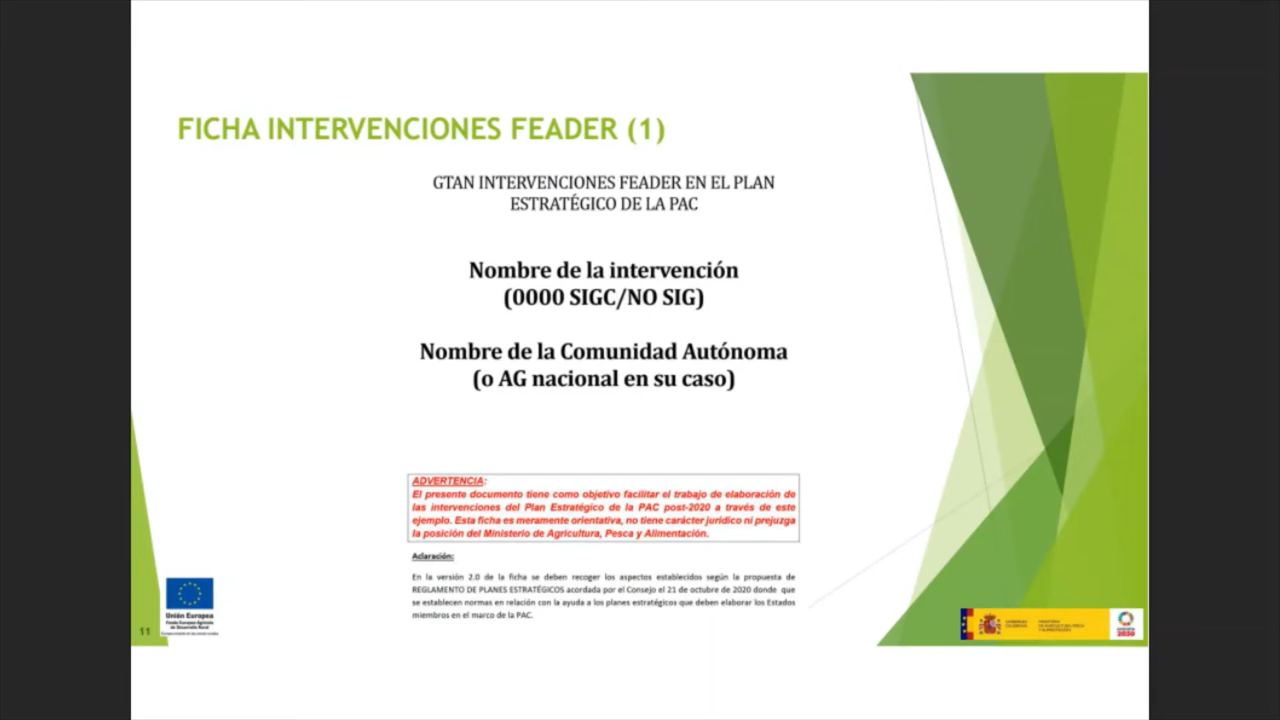 FICHA INTERVENCIONES FEADER (1)
GTAN INTERVENCIONES FEADER EN EL PLAN
ESTRATÉGICO DE LA PAC
Nombre de la intervención
(0000 SIGC/NO SIG)
Nombre de la Comunidad Autónoma
(o AG nacional en su caso)
ADVERTENCIA:
El presente documento tiene como objetivo facilitar el trabajo de elaboración de
las intervenciones del Plan Estratégico de la PAC post-2020 a través de este
ejemplo. Esta ficha es meramente orientativa, no tiene carácter jurídico ni prejuzga
la posición del Ministerio de Agricultura, Pesca y Alimentación.
Aclaración:
En la versión 2.0 de la ficha se deben recoger los aspectos establecidos según la propuesta de
REGLAMENTO DE PLANES ESTRATÉGICOS acordada por el Consejo el 21 de octubre de 2020 donde que
se establecen normas en relación con la ayuda a los planes estratégicos que deben elaborar los Estados
miembros en el marco de la PAC.
Unión Europea
Fondo Europeo Agrícola
de Desarrollo Rural
11
2030